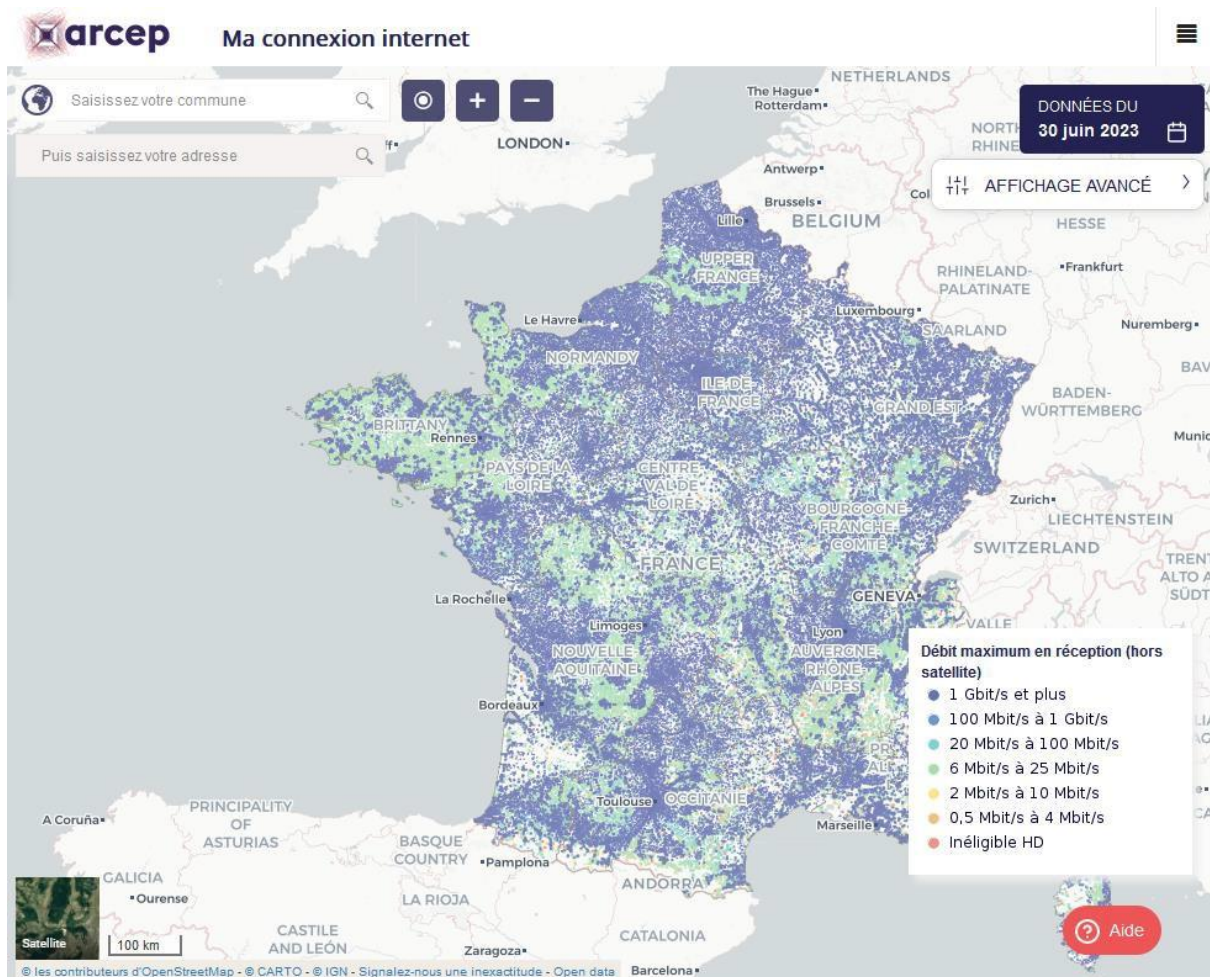 arcep
Ma connexion internet
Saisissez votre commune
Puis saisissez votre adresse
DONNÉES DU
30 juin 2023
AFFICHAGE AVANCÉ
NETHERLANDS
The Hague
Rotterdam
LONDON
Antwerp
Brussels
BELGIUM
Lille
HESSE
UPPER
FRANCE
RHINELAND-
PALATINATE
Frankfurt
Luxembourg
SAARLAND
Nuremberg
Le Havre
NORMANDY
ILE-DE-
FRANCE
GRAND EST
BADEN-
WÜRTTEMBERG
BRITTANY
Rennes
PAYS DE LA
LOIRE
CENTRE-
VAL DE
LOIRE
BOURGOGNE
FRANCHE-
COMTÉ
Zurich
LIECHTENSTEIN
SWITZERLAND
FRANCE
GENEVA
La Rochelle
Limoges
Lyon
VALLE
NOUVELLE-
AQUITAINE
AUVERGNE-
RHÔNE-
ALPES
Bordeaux
Débit maximum en réception (hors
satellite)
1 Gbit/s et plus
100 Mbit/s à 1 Gbit/s
20 Mbit/s à 100 Mbit/s
6 Mbit/s à 25 Mbit/s
2 Mbit/s à 10 Mbit/s
0,5 Mbit/s à 4 Mbit/s
Inéligible HD
Toulouse
OCCITANIE
Marseille
A Coruña
PRINCIPALITY
OF
ASTURIAS
BASQUE
COUNTRY
Pamplona
GALICIA
Ourense
LA RIOJA
ANDORRA
CASTILE
AND LEÓN
Zaragoza
CATALONIA
Barcelona
Satellite
100 km
Aide
© les contributeurs d'OpenStreetMap - © CARTO - © IGN - Signalez-nous une inexactitude - Open data